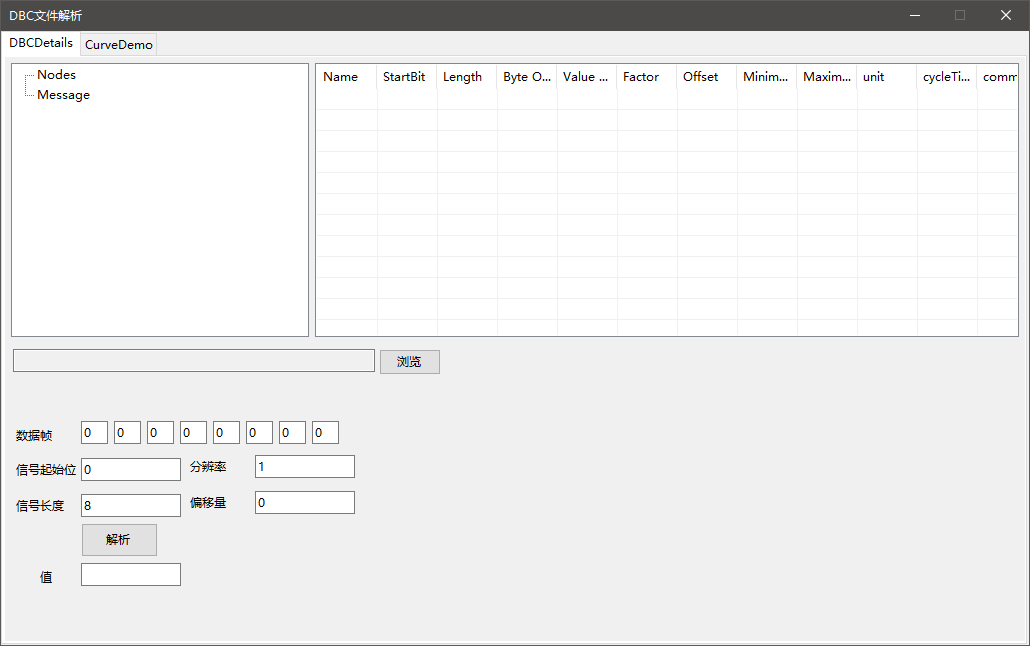 DBC文件解析
DBCDetails CurveDemo
Nodes
Message
Name StartBit Length Byte O... Value ... Factor Offset Minim... Maxim... unit cycleTi... comm
浏览
数据帧 0 0 0 0 0 0 0 0
信号起始位 0 分辨率 1
信号长度 8 偏移量 0
解析
值